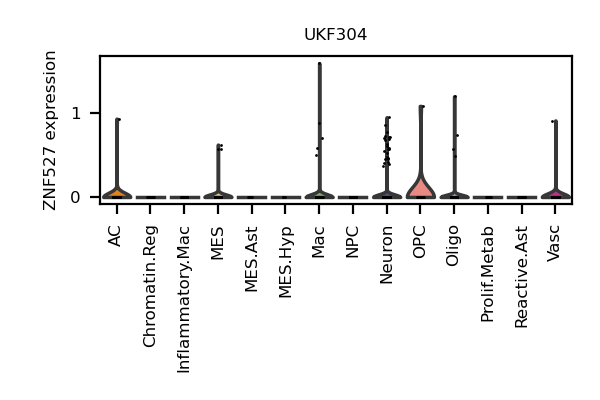 UKF304
ZNF527 expression
1
0
AC
Chromatin.Reg
Inflammatory.Mac
MES
MES.Ast
MES.Hyp
Mac
NPC
Neuron
OPC
Oligo
Prolif.Metab
Reactive.Ast
Vasc